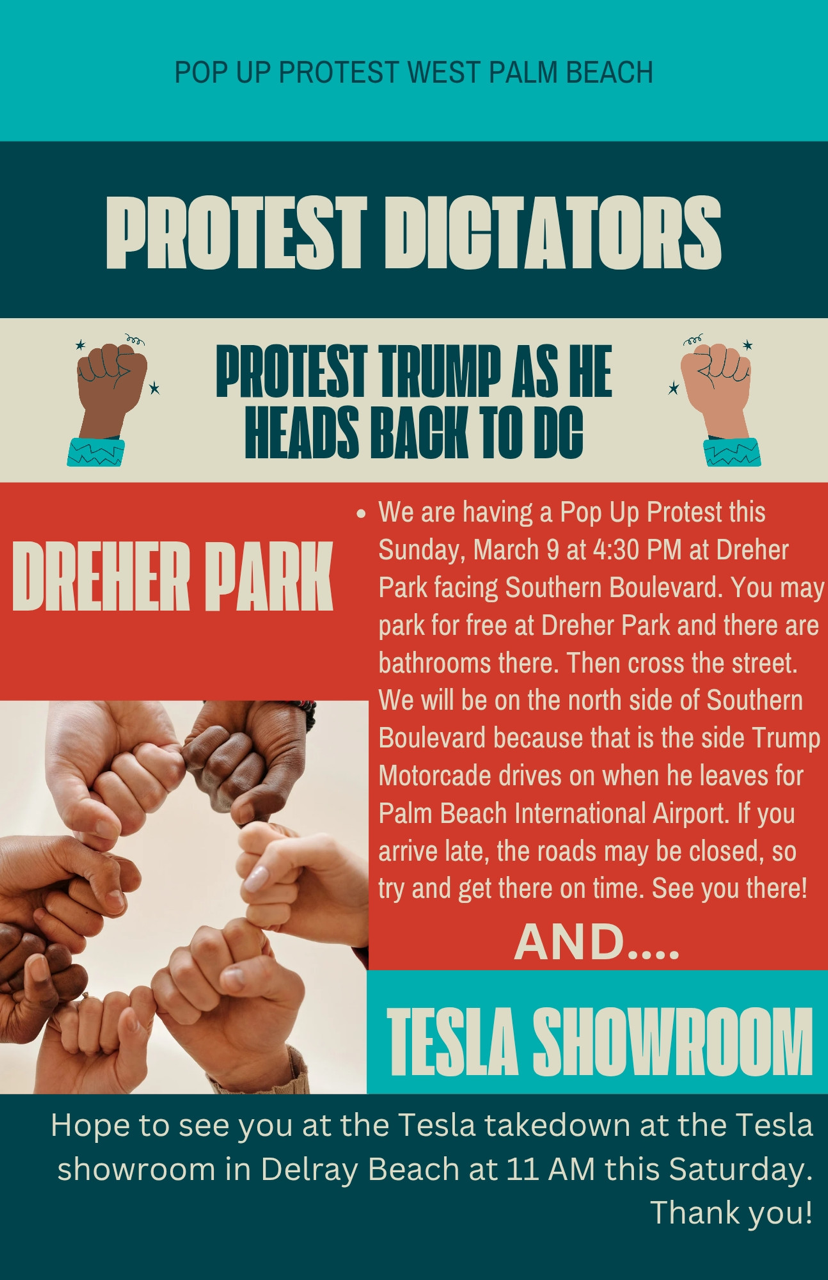 POP UP PROTEST WEST PALM BEACH
PROTEST DICTATORS
PROTEST TRUMP AS HE
HEADS BACK TO DC
DREHER PARK
• We are having a Pop Up Protest this
Sunday, March 9 at 4:30 PM at Dreher
Park facing Southern Boulevard. You may
park for free at Dreher Park and there are
bathrooms there. Then cross the street.
We will be on the north side of Southern
Boulevard because that is the side Trump
Motorcade drives on when he leaves for
Palm Beach International Airport. If you
arrive late, the roads may be closed, so
try and get there on time. See you there!
AND....
TESLA SHOWROOM
Hope to see you at the Tesla takedown at the Tesla
showroom in Delray Beach at 11 AM this Saturday.
Thank you!